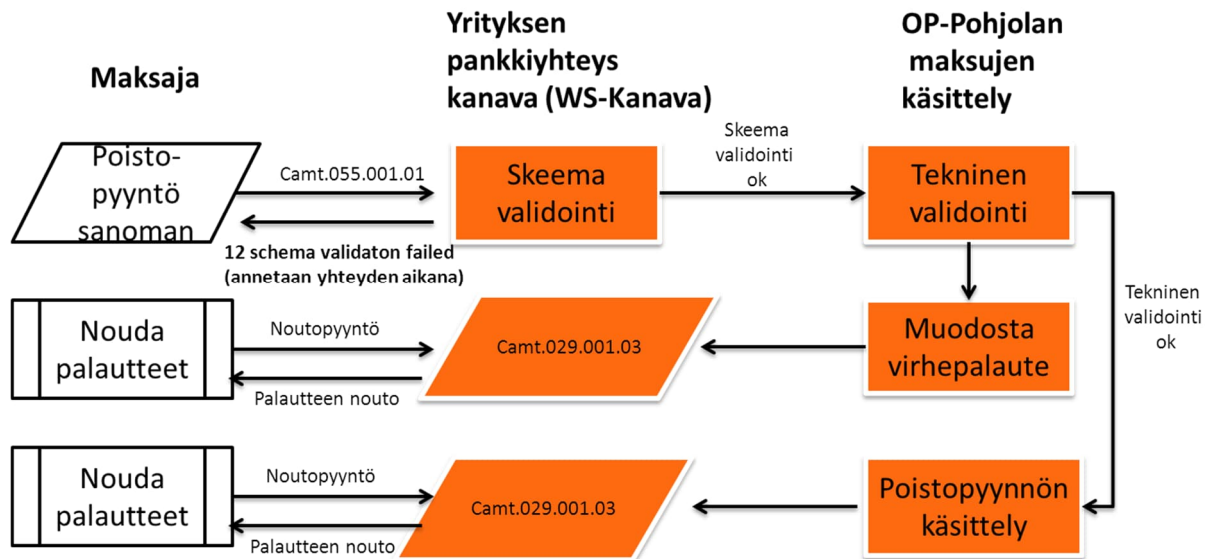 Maksaja
Yrityksen
pankkiyhteys
kanava (WS-Kanava)
OP-Pohjolan
maksujen
käsittely
Poisto-
pyyntö
sanoman
Camt.055.001.01
12 schema validaton failed
(annetaan yhteyden aikana)
Skeema
validointi
Skeema
validointi
ok
Tekninen
validointi
Tekninen
validointi
ok
Nouda
palautteet
Noutopyyntö
Palautteen nouto
Camt.029.001.03
Muodosta
virhepalaute
Nouda
palautteet
Noutopyyntö
Palautteen nouto
Camt.029.001.03
Poistopyynnön
käsittely